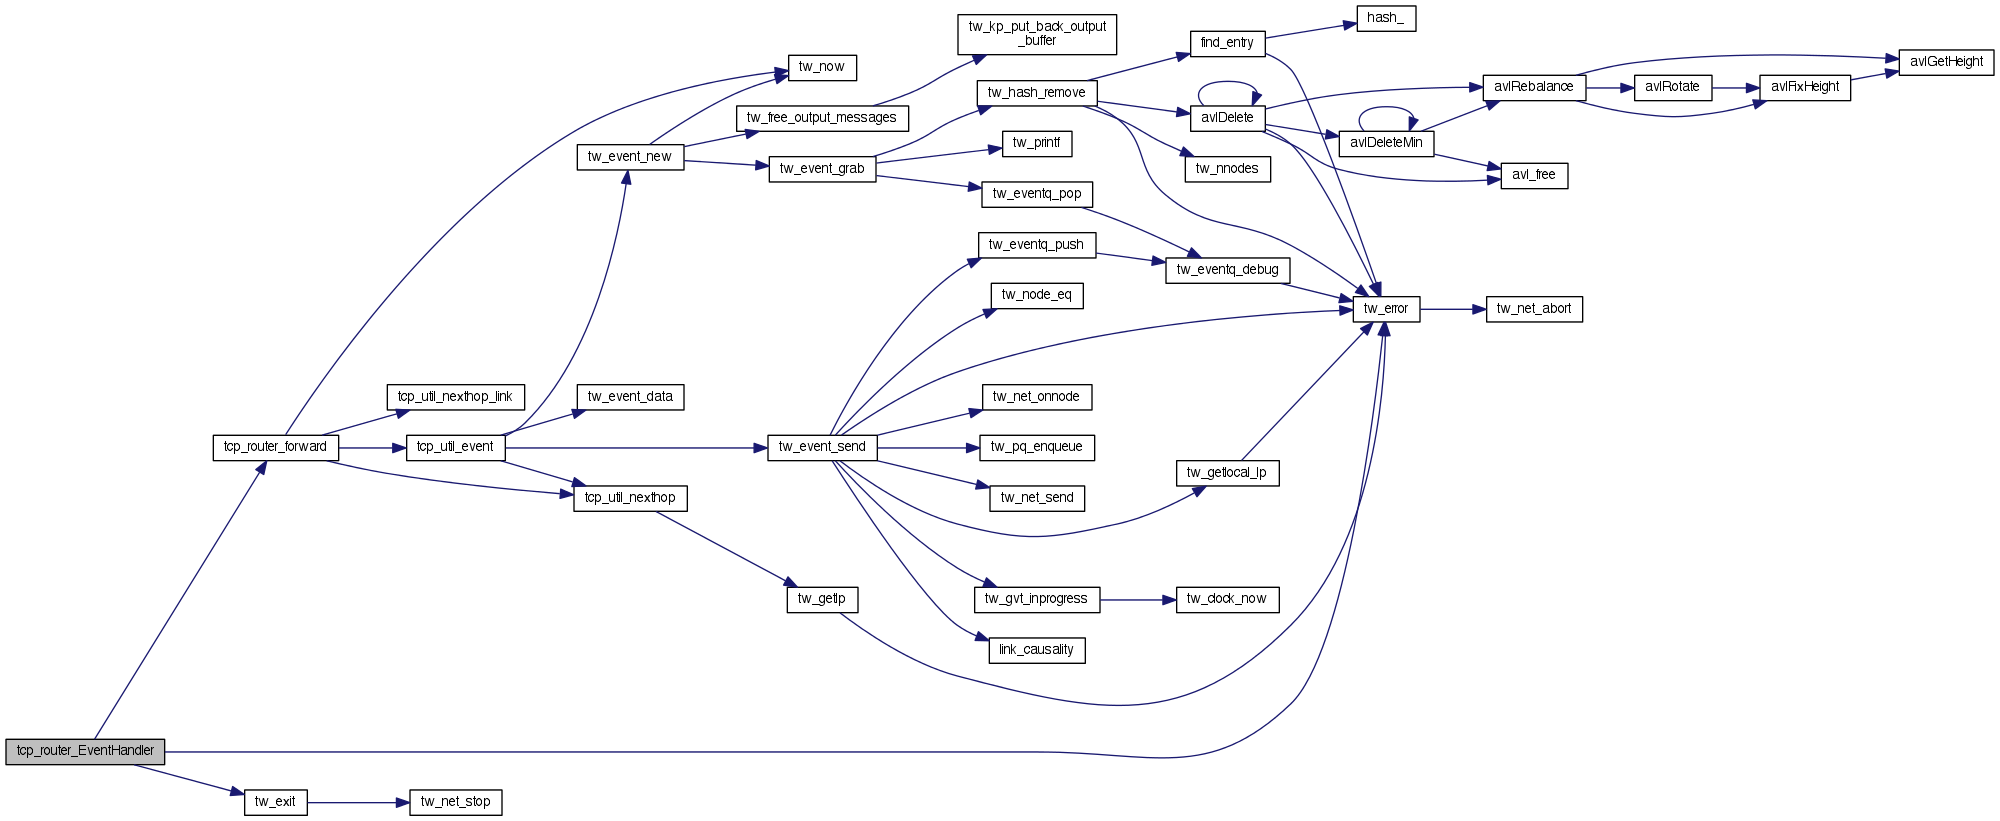 tw_kp_put_back_output
_buffer
hash_
find_entry
tw_now
avlGetHeight
tw_hash_remove
avlRebalance
avlRotate
avlFixHeight
tw_free_output_messages
avlDelete
tw_printf
avlDeleteMin
tw_event_new
tw_event_grab
tw_nnodes
avl_free
tw_eventq_pop
tw_eventq_push
tw_eventq_debug
tw_node_eq
tw_error
tw_net_abort
tcp_util_nexthop_link
tw_event_data
tw_net_onnode
tcp_router_forward
tcp_util_event
tw_event_send
tw_pq_enqueue
tw_getlocal_lp
tcp_util_nexthop
tw_net_send
tw_getlp
tw_gvt_inprogress
tw_clock_now
link_causality
tcp_router_EventHandler
tw_exit
tw_net_stop